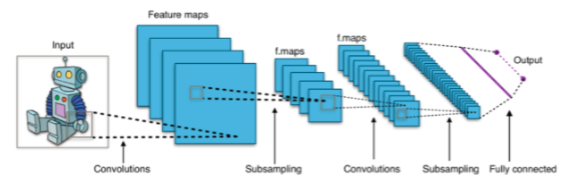 Feature maps
Input
f.maps
f.maps
Output
Convolutions
Subsampling
Convolutions
Subsampling
Fully connected